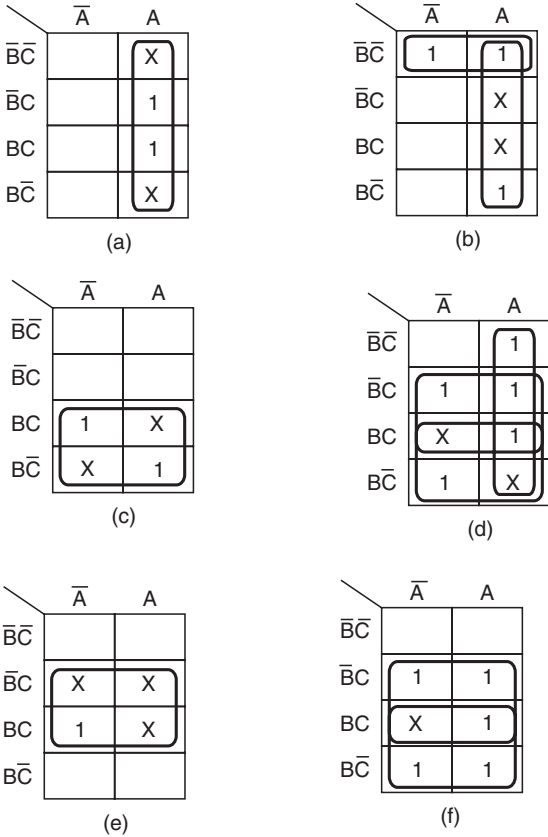 A̅ A
B̅C̅ X
B̅C 1
BC 1
BC̅ X
(a)
A̅ A
B̅C̅ 1 1
B̅C X
BC X
BC̅ 1
(b)
A̅ A
B̅C̅
B̅C
BC 1 X
BC̅ X 1
(c)
A̅ A
B̅C̅ 1
B̅C 1 1
BC X 1
BC̅ 1 X
(d)
A̅ A
B̅C̅
B̅C X X
BC 1 X
BC̅
(e)
A̅ A
B̅C̅
B̅C 1 1
BC X 1
BC̅ 1 1
(f)